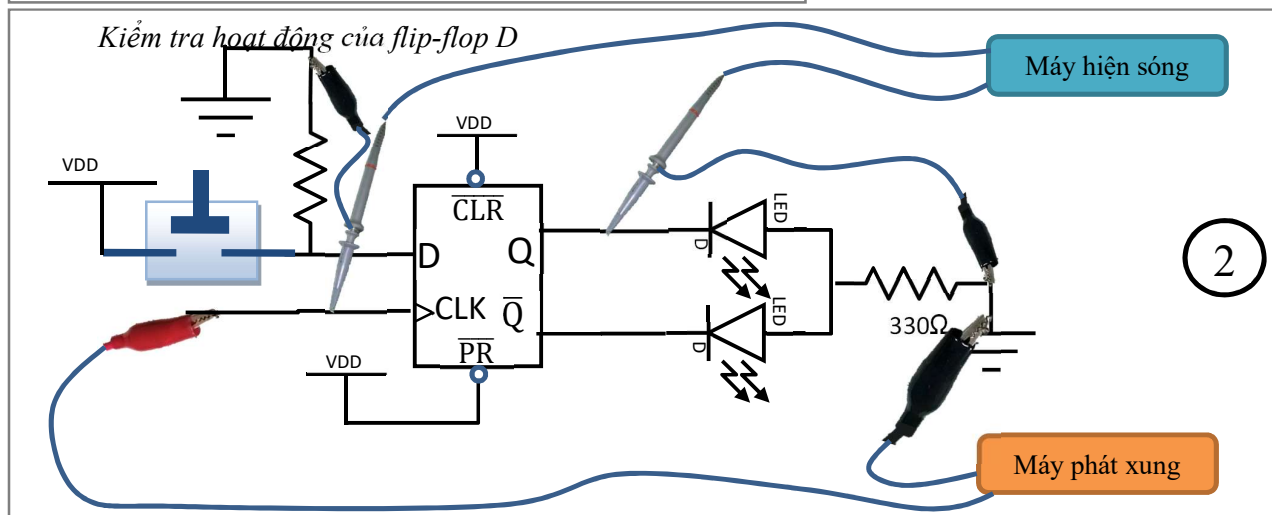 Kiểm tra hoạt động của flip-flop D
Máy hiện sóng
VDD
VDD
CLR
LED
D
Q
D
2
CLK
Q
LED
330Ω
D
PR
VDD
Máy phát xung